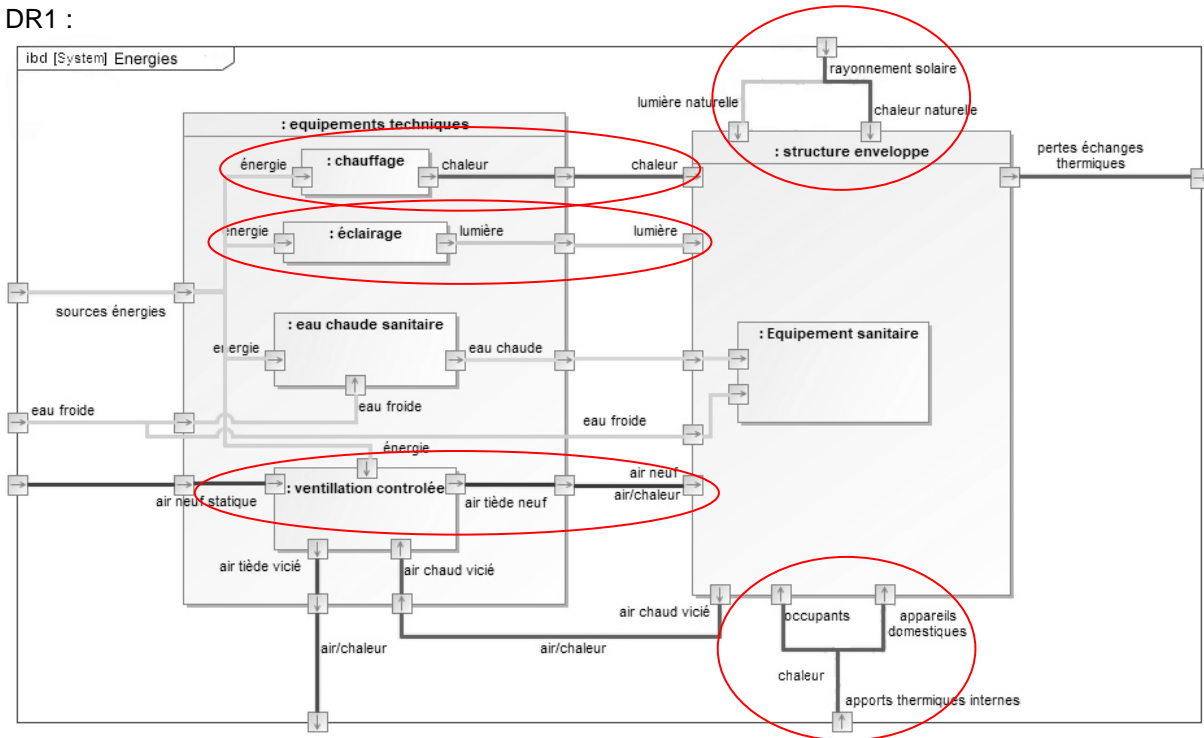 DR1 :
ibd [System] Energies
rayonnement solaire
lumière naturelle
chaleur naturelle
: equipements techniques
: structure enveloppe
pertes échanges
thermiques
énergie
: chauffage
chaleur
chaleur
énergie
: éclairage
lumière
lumière
sources énergies
: eau chaude sanitaire
energie
eau chaude
: Equipement sanitaire
eau froide
eau froide
eau froide
énergie
air neuf
: ventillation controlée
air neuf statique
air tiède neuf
air/chaleur
air tiède vicié
air chaud vicié
air chaud vicié
occupants
appareils
domestiques
air/chaleur
air/chaleur
chaleur
apports thermiques internes